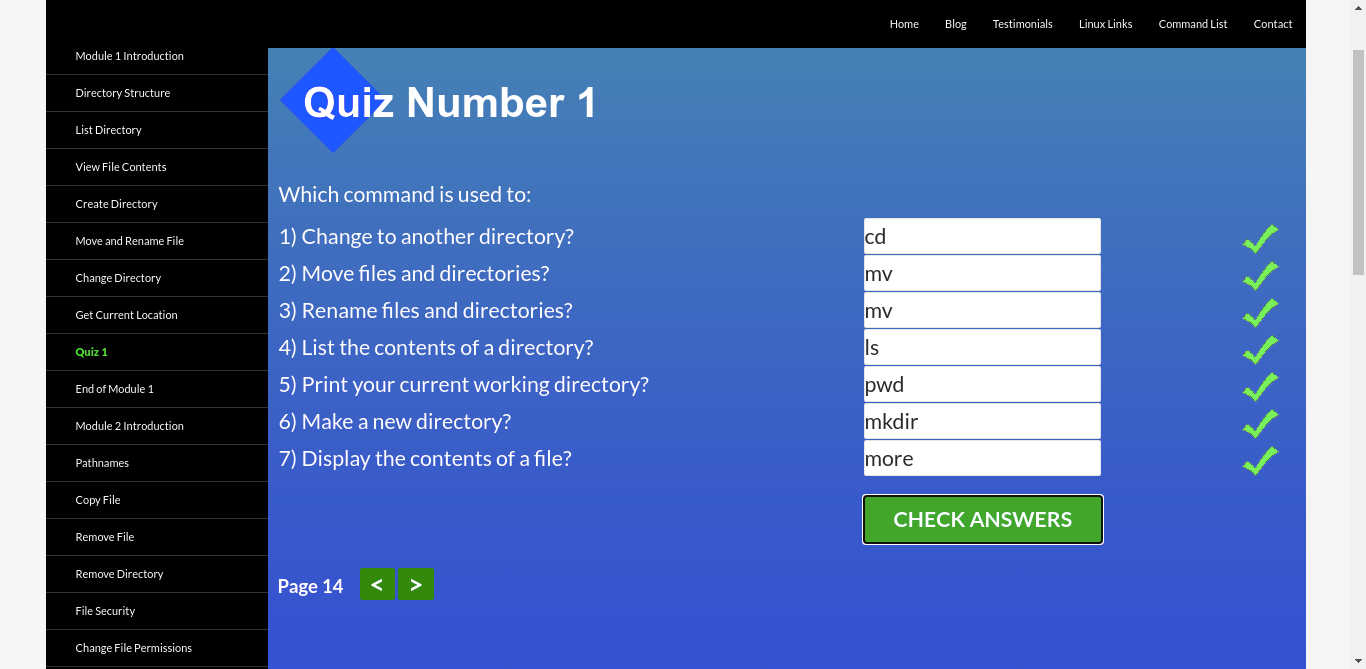 Home Blog Testimonials Linux Links Command List Contact
Module 1 Introduction
Directory Structure
List Directory
View File Contents
Create Directory
Move and Rename File
Change Directory
Get Current Location
Quiz 1
End of Module 1
Module 2 Introduction
Pathnames
Copy File
Remove File
Remove Directory
File Security
Change File Permissions
Quiz Number 1
Which command is used to:
1) Change to another directory? cd
2) Move files and directories? mv
3) Rename files and directories? mv
4) List the contents of a directory? ls
5) Print your current working directory? pwd
6) Make a new directory? mkdir
7) Display the contents of a file? more
CHECK ANSWERS
Page 14 < >